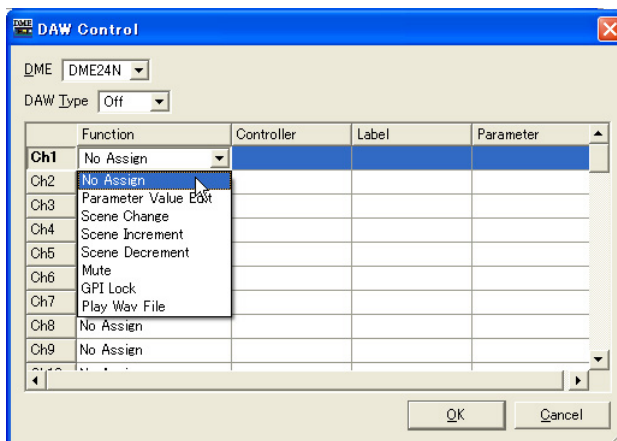 DME DAW Control
DME DME24N
DAW Type Off
Function Controller Label Parameter
Ch1 No Assign
Ch2 No Assign
Ch3 Parameter Value Edit
Scene Change
Ch4 Scene Increment
Ch5 Scene Decrement
Ch6 Mute
GPI Lock
Ch7 Play Wav File
Ch8 No Assign
Ch9 No Assign
OK Cancel